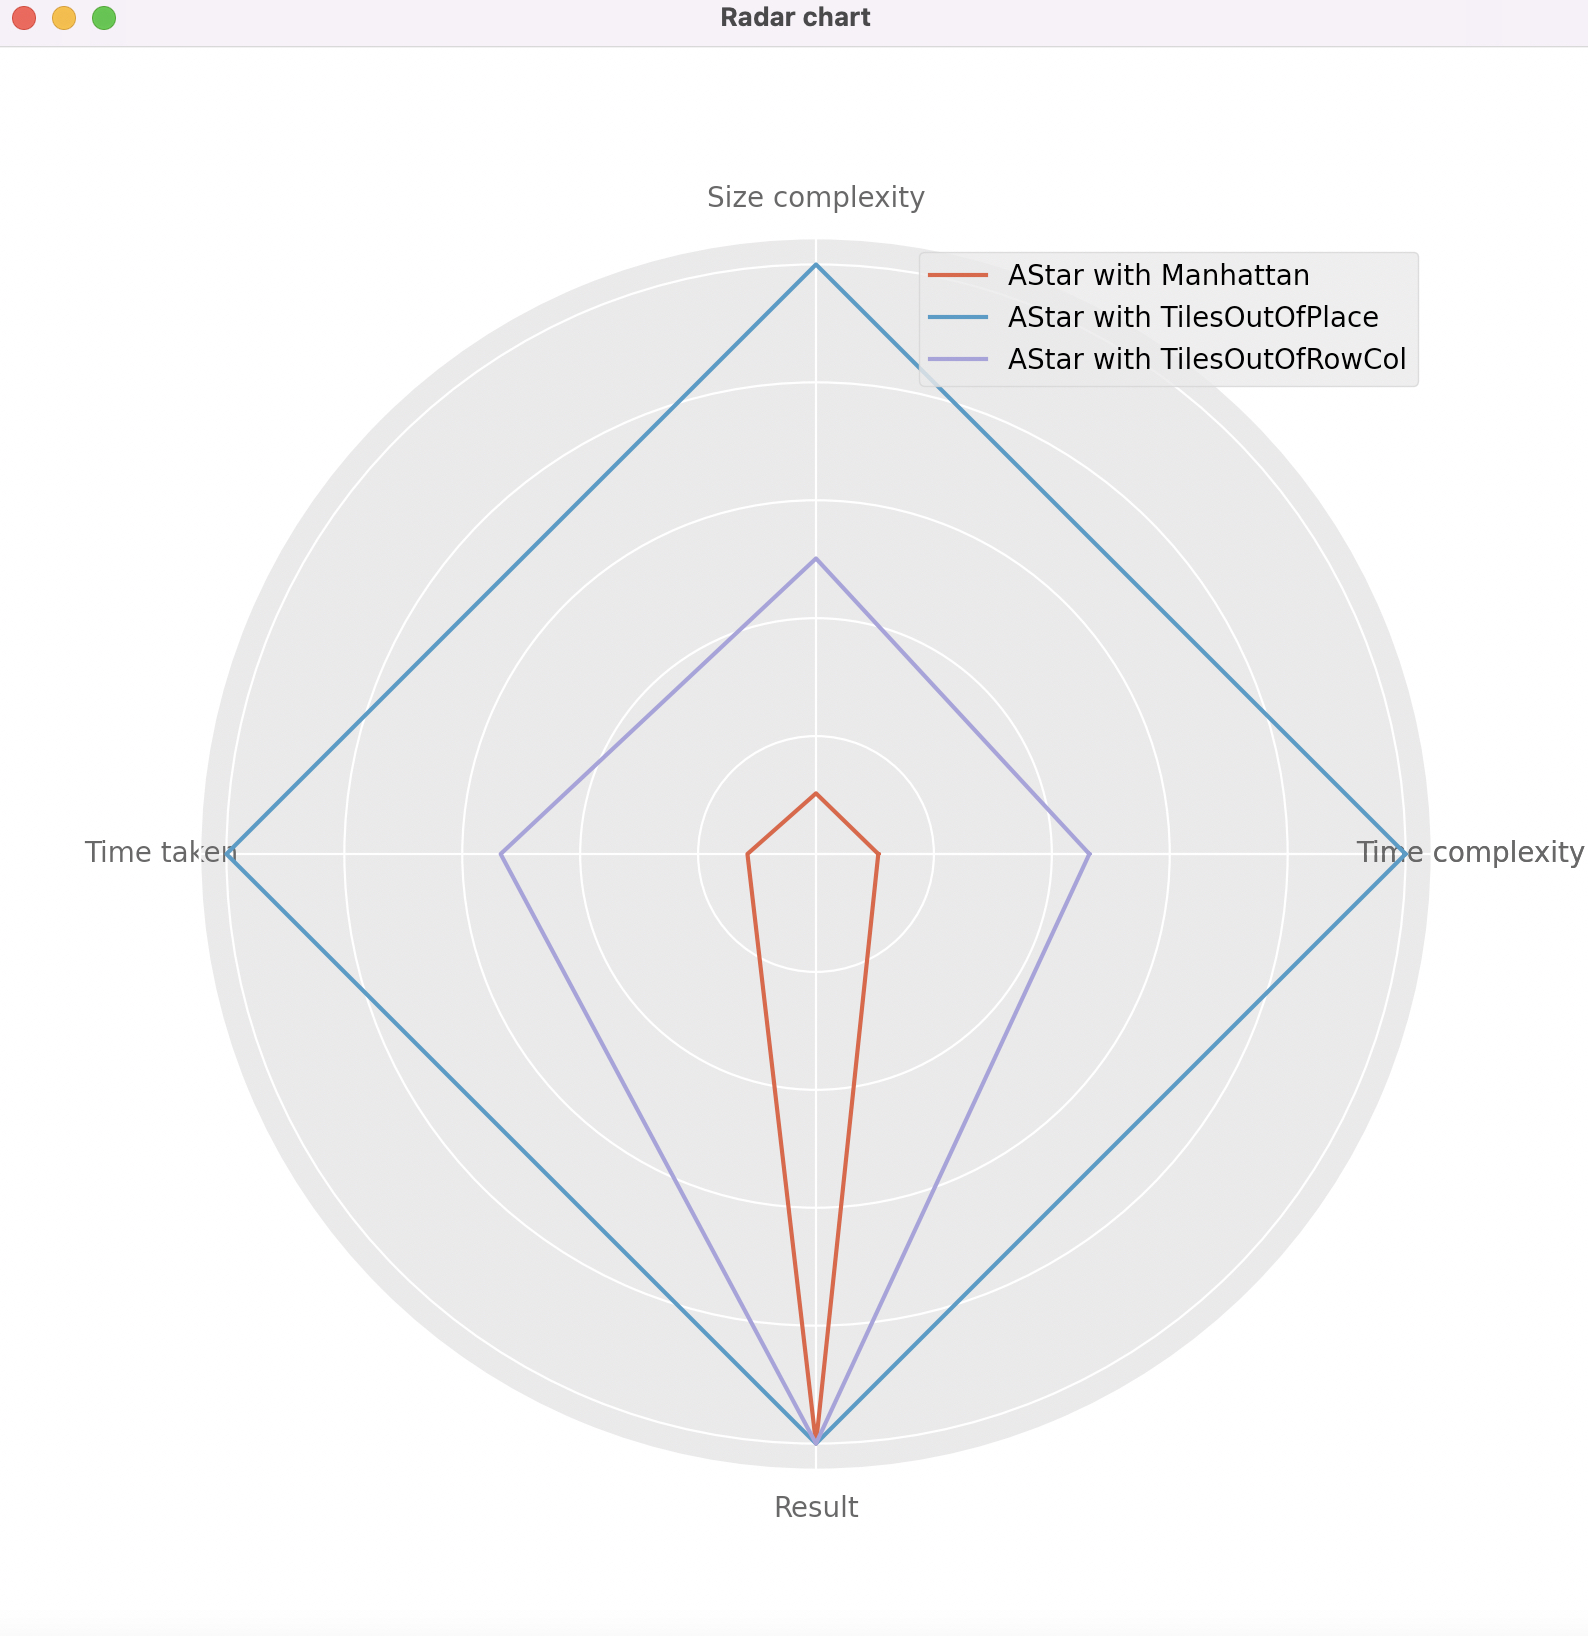 Radar chart
Size complexity
AStar with Manhattan
AStar with TilesOutOfPlace
AStar with TilesOutOfRowCol
Time taken
Time complexity
Result